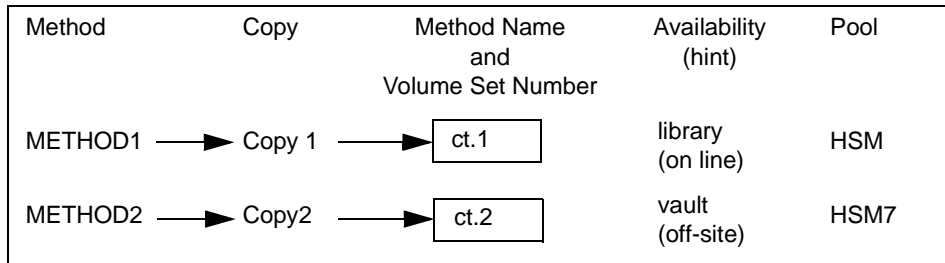 Method Copy Method Name Availability Pool
and (hint)
Volume Set Number
METHOD1 Copy 1 ct.1 library HSM
(on line)
METHOD2 Copy2 ct.2 vault HSM7
(off-site)